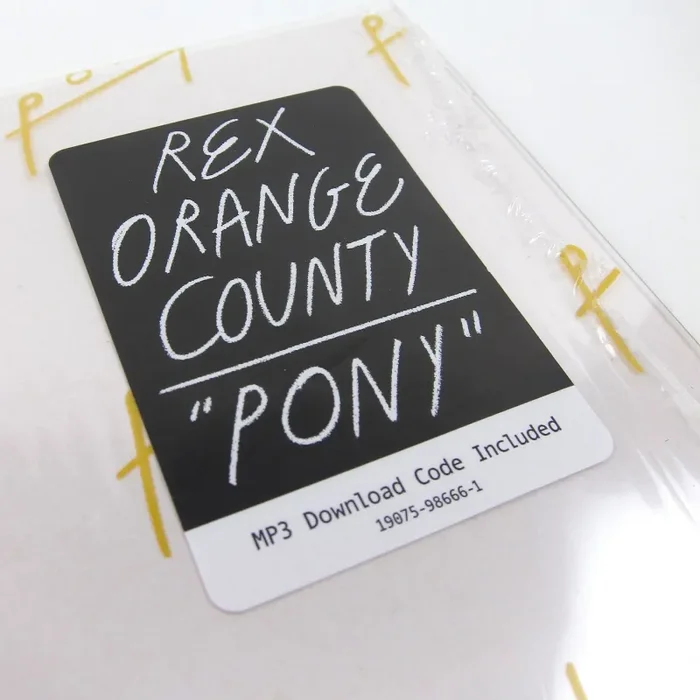 REX
ORANGE
COUNTY
"PONY"
MP3 Download Code Included
19075-98666-1